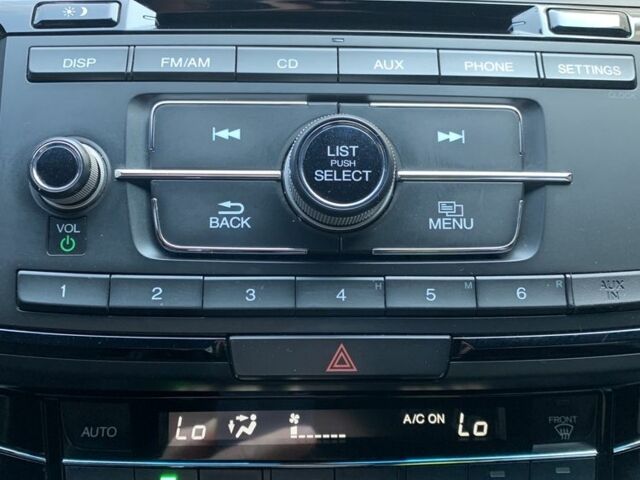 DISP FM/AM CD AUX PHONE SETTINGS
LIST
PUSH
SELECT
BACK MENU
VOL
1 2 3 4 H 5 M 6 R AUX IN
AUTO Lo A/C ON Lo FRONT